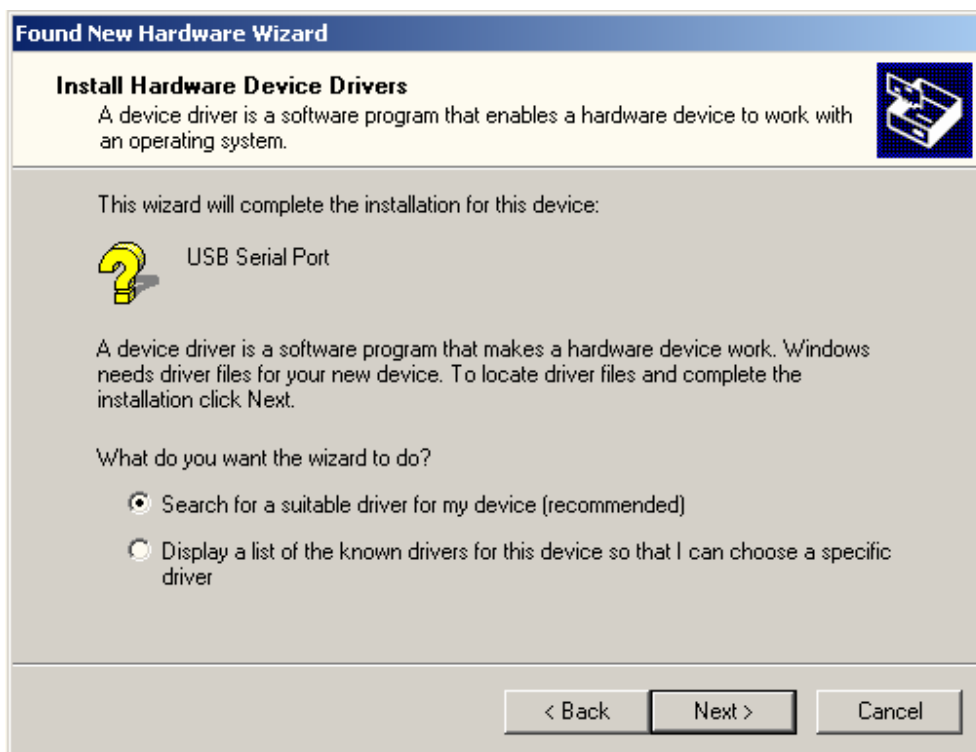 Found New Hardware Wizard
Install Hardware Device Drivers
A device driver is a software program that enables a hardware device to work with
an operating system.
This wizard will complete the installation for this device:
USB Serial Port
A device driver is a software program that makes a hardware device work. Windows
needs driver files for your new device. To locate driver files and complete the
installation click Next.
What do you want the wizard to do?
Search for a suitable driver for my device (recommended)
Display a list of the known drivers for this device so that I can choose a specific
driver
< Back Next > Cancel